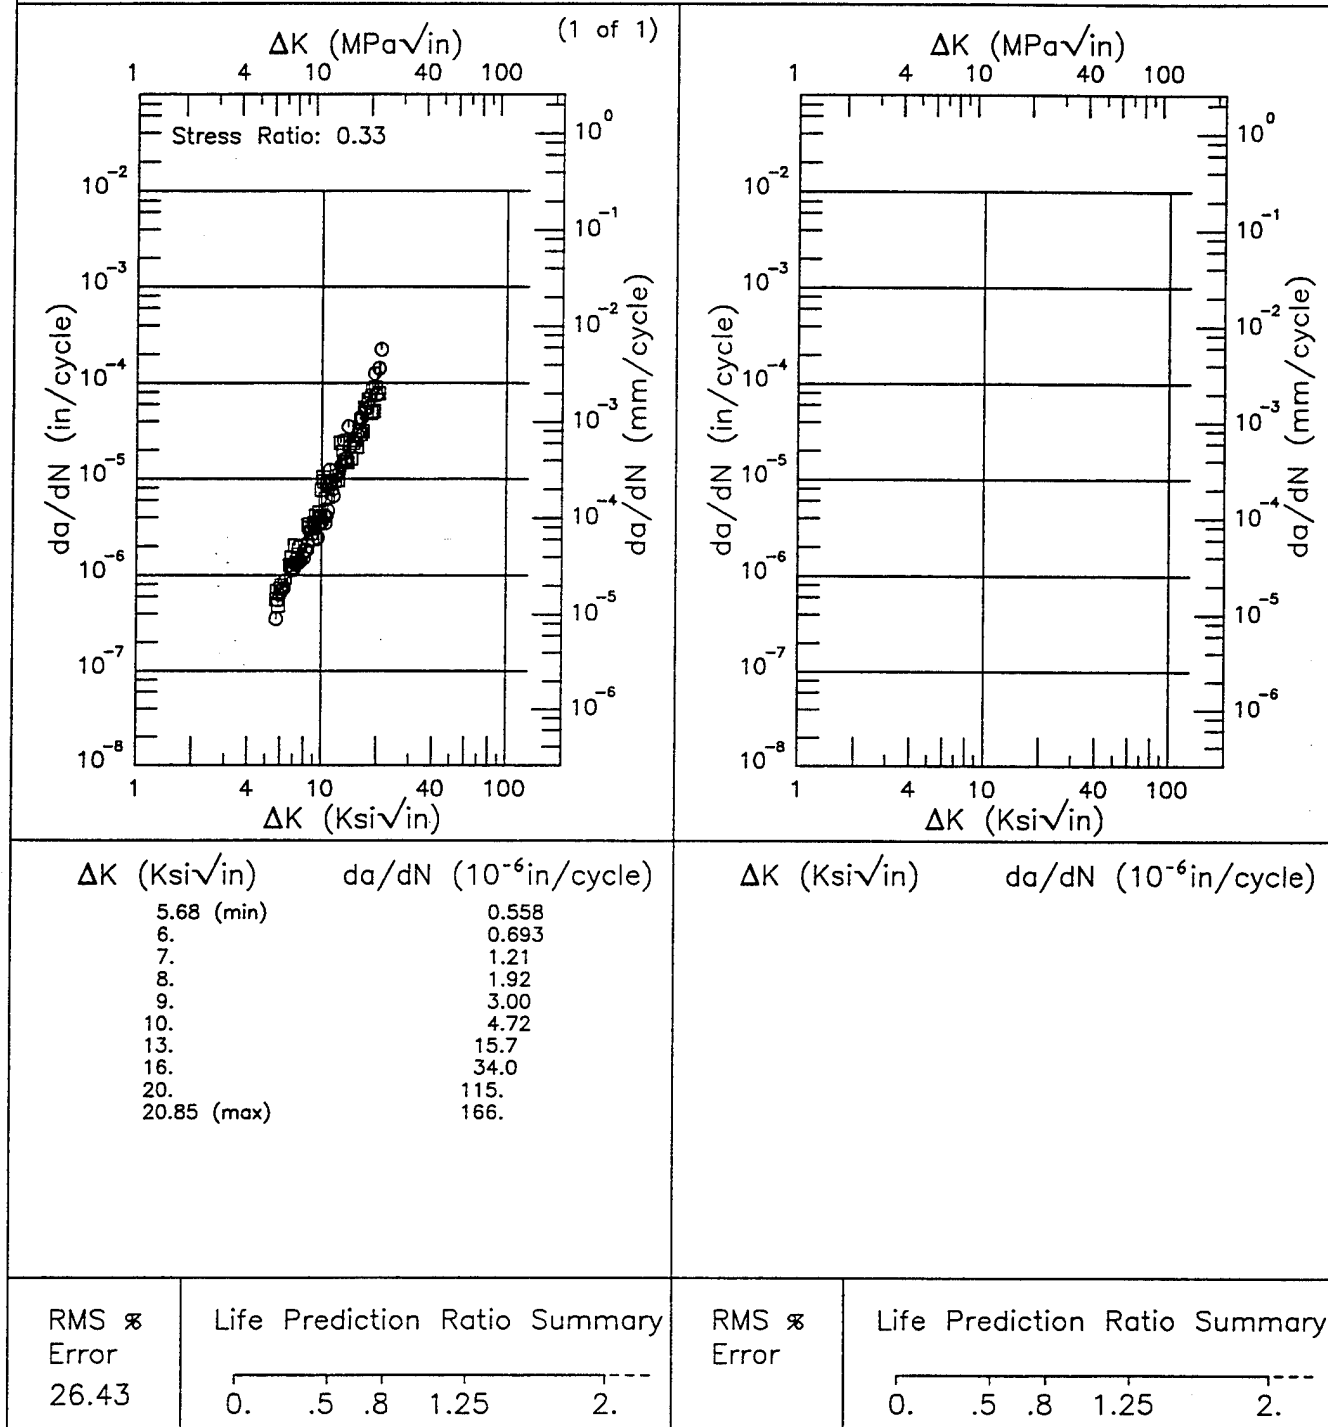 (1 of 1)
ΔK (MPa√in)
1 4 10 40 100
Stress Ratio: 0.33
10⁰
10⁻²
10⁻¹
10⁻³
10⁻²
10⁻⁴
10⁻³
10⁻⁵
10⁻⁴
10⁻⁶
10⁻⁵
10⁻⁷
10⁻⁶
10⁻⁸
da/dN (in/cycle)
da/dN (mm/cycle)
1 4 10 40 100
ΔK (Ksi√in)
ΔK (MPa√in)
1 4 10 40 100
10⁰
10⁻²
10⁻¹
10⁻³
10⁻²
10⁻⁴
10⁻³
10⁻⁵
10⁻⁴
10⁻⁶
10⁻⁵
10⁻⁷
10⁻⁶
10⁻⁸
da/dN (in/cycle)
da/dN (mm/cycle)
1 4 10 40 100
ΔK (Ksi√in)
ΔK (Ksi√in) da/dN (10⁻⁶in/cycle)
5.68 (min) 0.558
6. 0.693
7. 1.21
8. 1.92
9. 3.00
10. 4.72
13. 15.7
16. 34.0
20. 115.
20.85 (max) 166.
ΔK (Ksi√in) da/dN (10⁻⁶in/cycle)
RMS %
Error
26.43
Life Prediction Ratio Summary
0. .5 .8 1.25 2.
RMS %
Error
Life Prediction Ratio Summary
0. .5 .8 1.25 2.